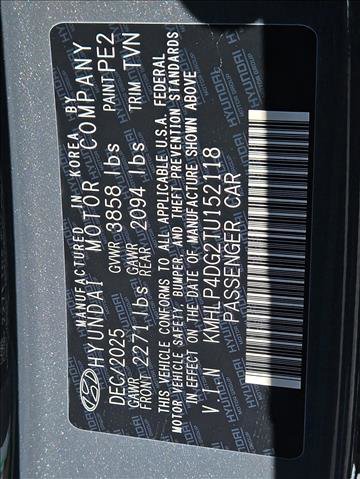 MANUFACTURED IN KOREA BY
HYUNDAI MOTOR COMPANY
DEC/2025 GVWR 3858 lbs PAINT PE2
GAWR FRONT 2271 lbs GAWR REAR 2094 lbs TRIM TVN
THIS VEHICLE CONFORMS TO ALL APPLICABLE U.S.A. FEDERAL
MOTOR VEHICLE SAFETY, BUMPER, AND THEFT PREVENTION STANDARDS
IN EFFECT ON THE DATE OF MANUFACTURE SHOWN ABOVE
V.I.N KMHLP4DG2TU152118
PASSENGER CAR